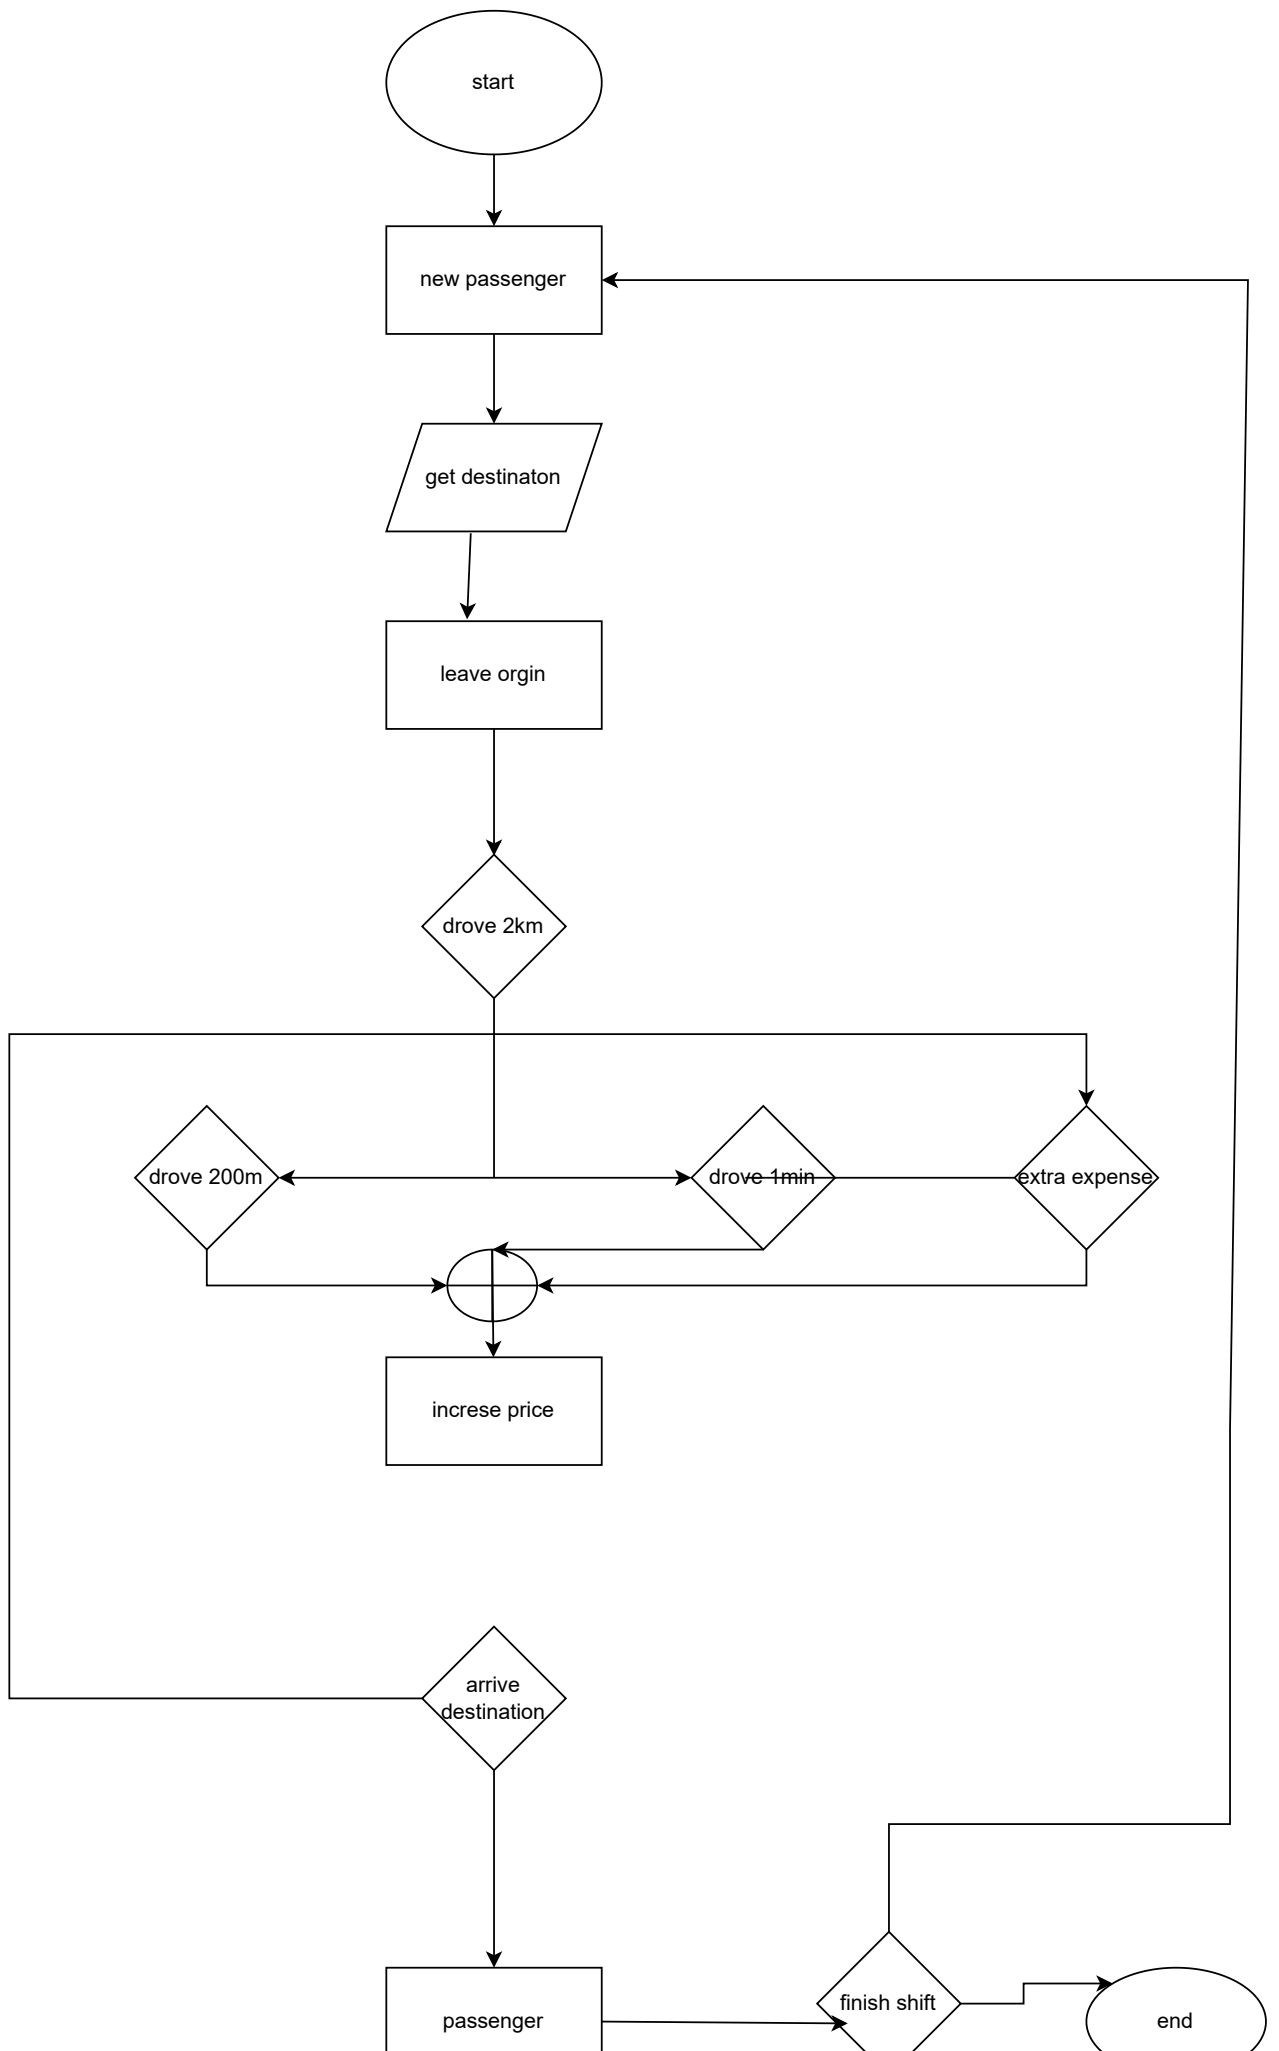 start
new passenger
get destinaton
leave orgin
drove 2km
drove 200m
drove 1min
extra expense
increse price
arrive
destination
finish shift
passenger
end